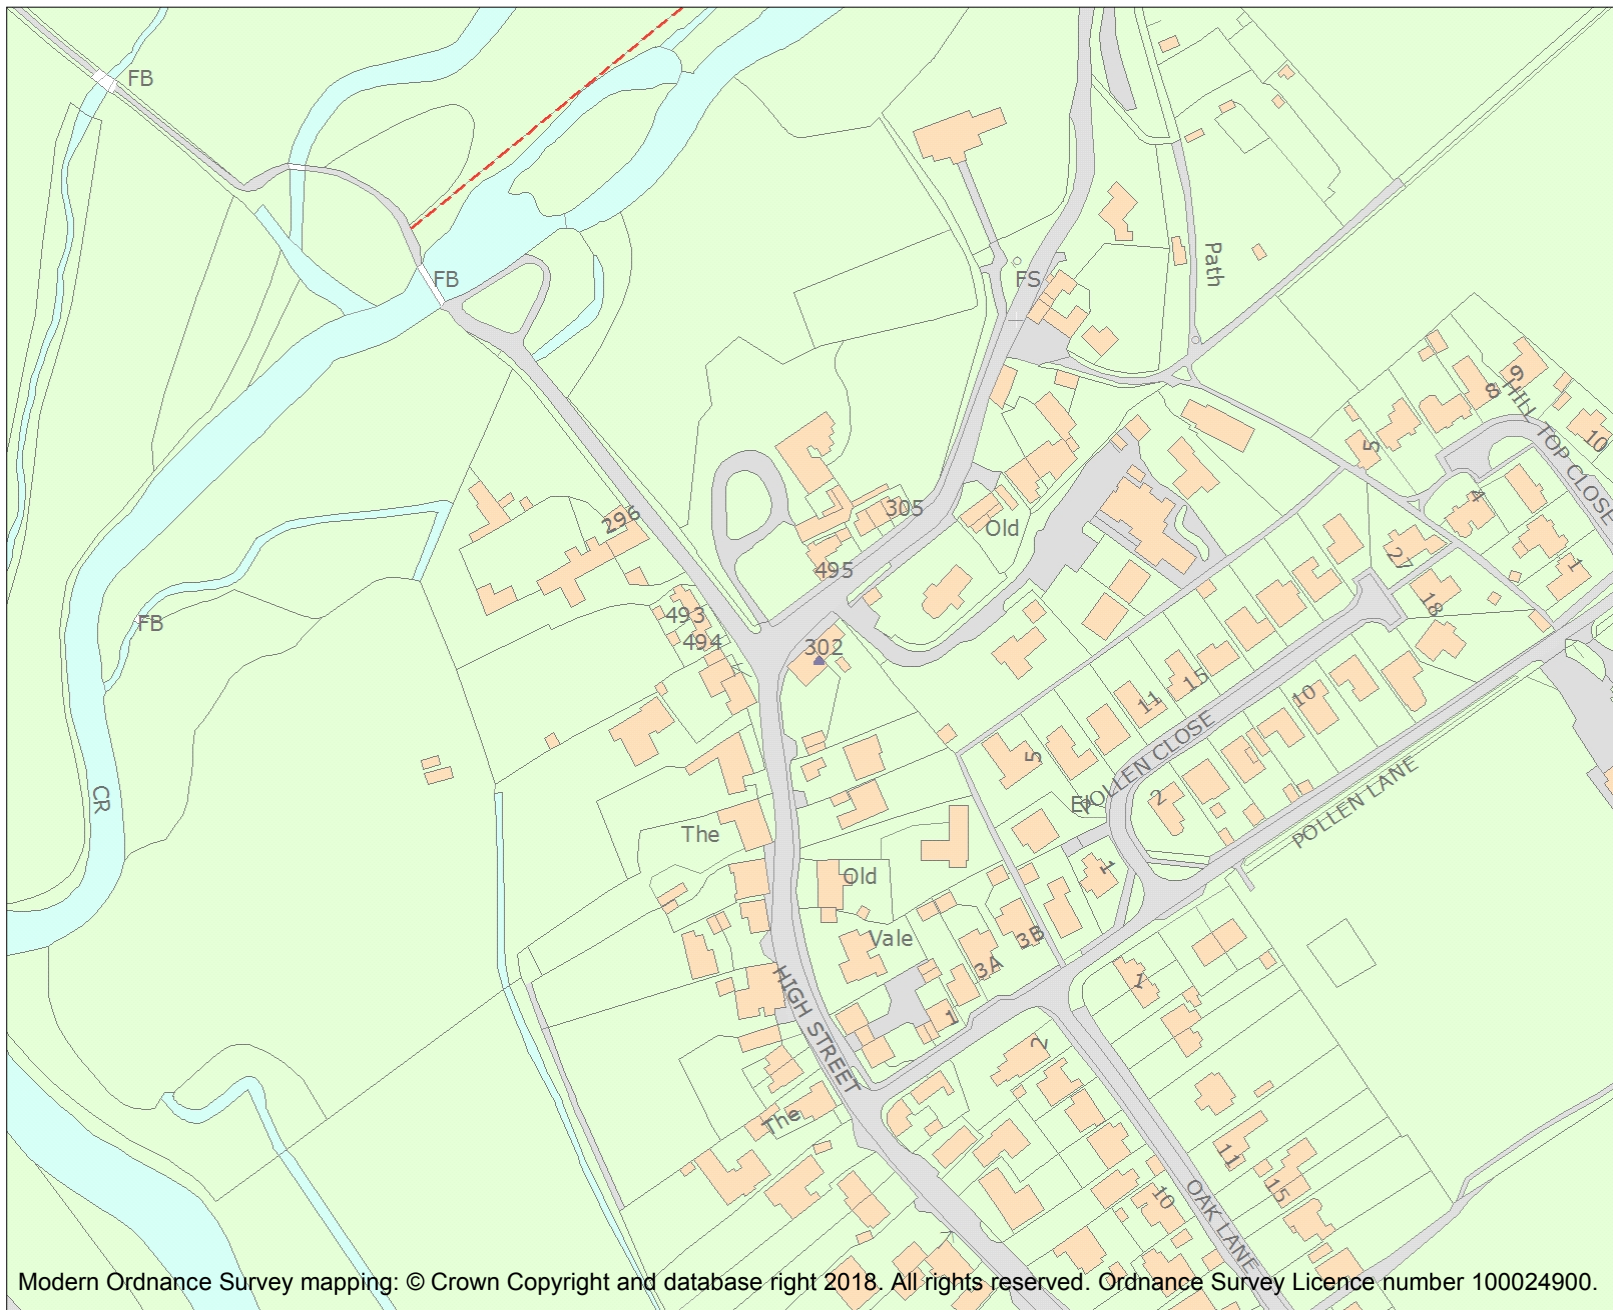 FB
Path
FS
FB
9
8
HILL TOP CLOSE
10
5
4
296
305
Old
495
27
1
18
FB
493
494
302
15
10
11
POLLEN CLOSE
5
El
2
POLLEN LANE
CR
The
1
Old
Vale
3B
3A
1
HIGH STREET
1
2
The
11
15
10
OAK LANE
Modern Ordnance Survey mapping: © Crown Copyright and database right 2018. All rights reserved. Ordnance Survey Licence number 100024900.